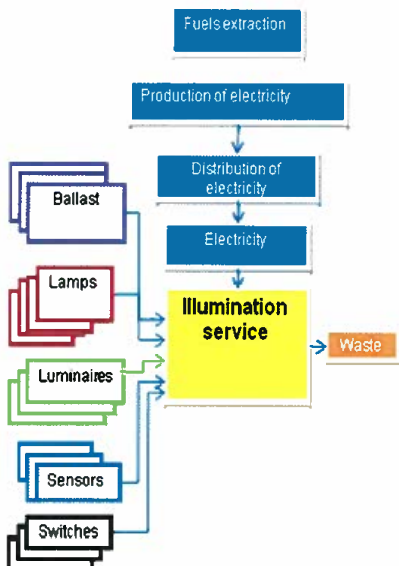 Fuels extraction
Production of electricity
Distribution of
electricity
Electricity
Ballast
Lamps
Luminaires
Sensors
Switches
Illumination
service
Waste